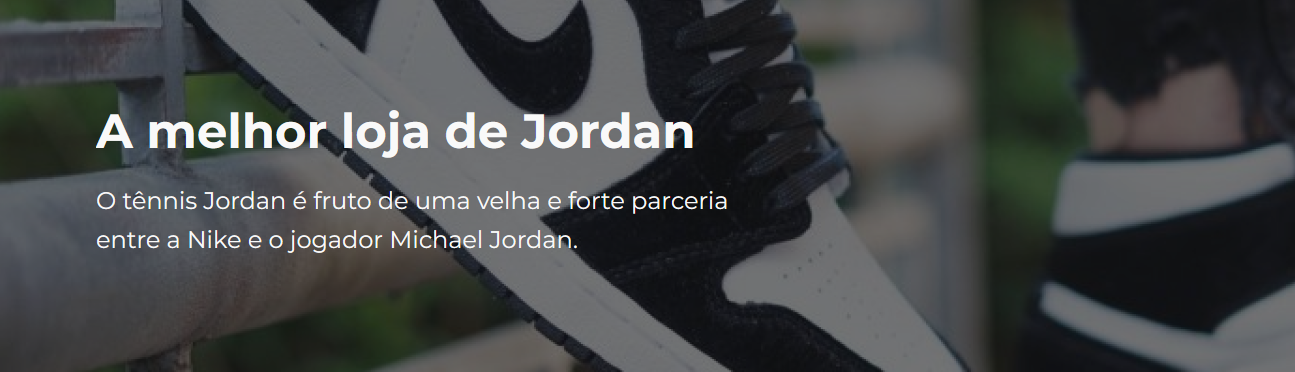 A melhor loja de Jordan
O tênnis Jordan é fruto de uma velha e forte parceria
entre a Nike e o jogador Michael Jordan.